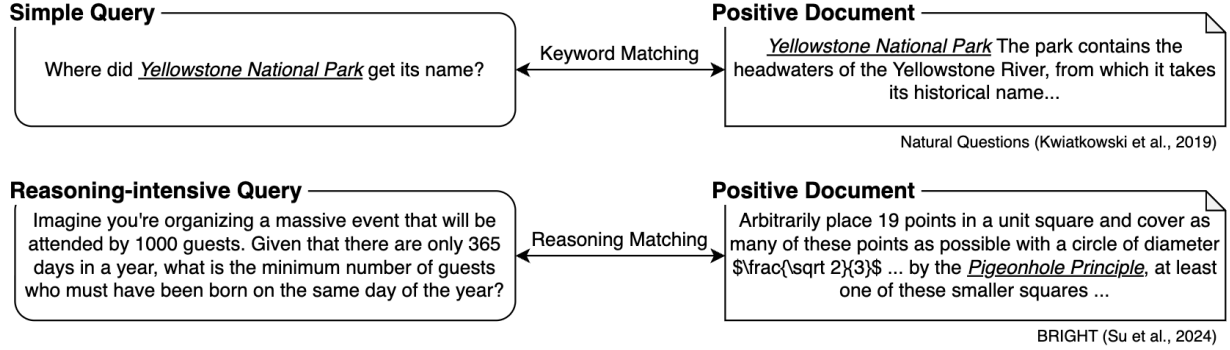 Simple Query
Where did Yellowstone National Park get its name?
Keyword Matching
Positive Document
Yellowstone National Park The park contains the
headwaters of the Yellowstone River, from which it takes
its historical name...
Natural Questions (Kwiatkowski et al., 2019)
Reasoning-intensive Query
Imagine you're organizing a massive event that will be
attended by 1000 guests. Given that there are only 365
days in a year, what is the minimum number of guests
who must have been born on the same day of the year?
Reasoning Matching
Positive Document
Arbitrarily place 19 points in a unit square and cover as
many of these points as possible with a circle of diameter
$\frac{\sqrt 2}{3}$ ... by the Pigeonhole Principle, at least
one of these smaller squares ...
BRIGHT (Su et al., 2024)